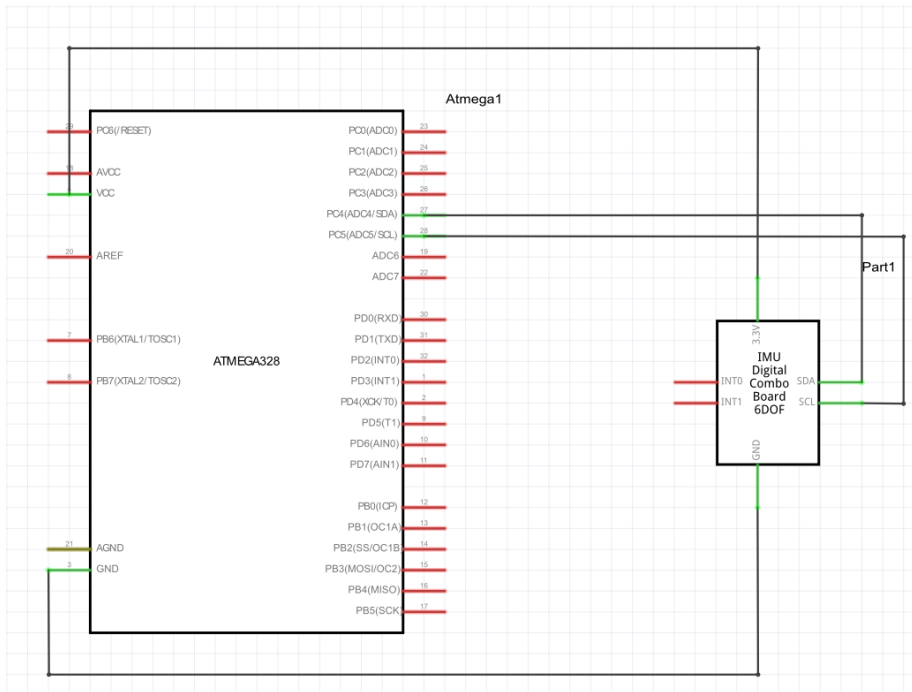 Atmega1
29
PC6(/RESET)
18
AVCC
VCC
20
AREF
7
PB6(XTAL1/TOSC1)
8
PB7(XTAL2/TOSC2)
21
AGND
3
GND
ATMEGA328
PC0(ADC0)
23
PC1(ADC1)
24
PC2(ADC2)
25
PC3(ADC3)
26
PC4(ADC4/SDA)
27
PC5(ADC5/SCL)
28
ADC6
19
ADC7
22
PD0(RXD)
30
PD1(TXD)
31
PD2(INT0)
32
PD3(INT1)
1
PD4(XCK/T0)
2
PD5(T1)
9
PD6(AIN0)
10
PD7(AIN1)
11
PB0(ICP)
12
PB1(OC1A)
13
PB2(SS/OC1B
14
PB3(MOSI/OC2)
15
PB4(MISO)
16
PB5(SCK
17
Part1
3.3V
IMU
Digital
Combo
Board
6DOF
INT0
INT1
SDA
SCL
GND